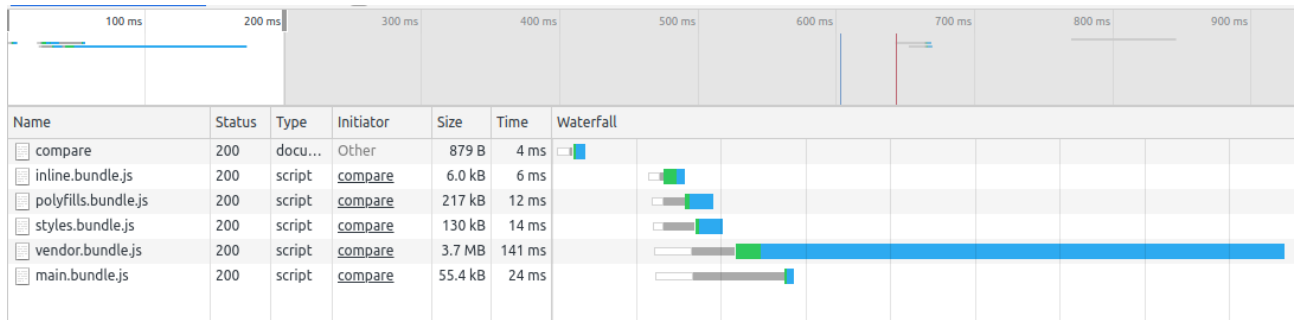 100 ms 200 ms 300 ms 400 ms 500 ms 600 ms 700 ms 800 ms 900 ms
Name Status Type Initiator Size Time Waterfall
compare 200 docu... Other 879 B 4 ms
inline.bundle.js 200 script compare 6.0 kB 6 ms
polyfills.bundle.js 200 script compare 217 kB 12 ms
styles.bundle.js 200 script compare 130 kB 14 ms
vendor.bundle.js 200 script compare 3.7 MB 141 ms
main.bundle.js 200 script compare 55.4 kB 24 ms